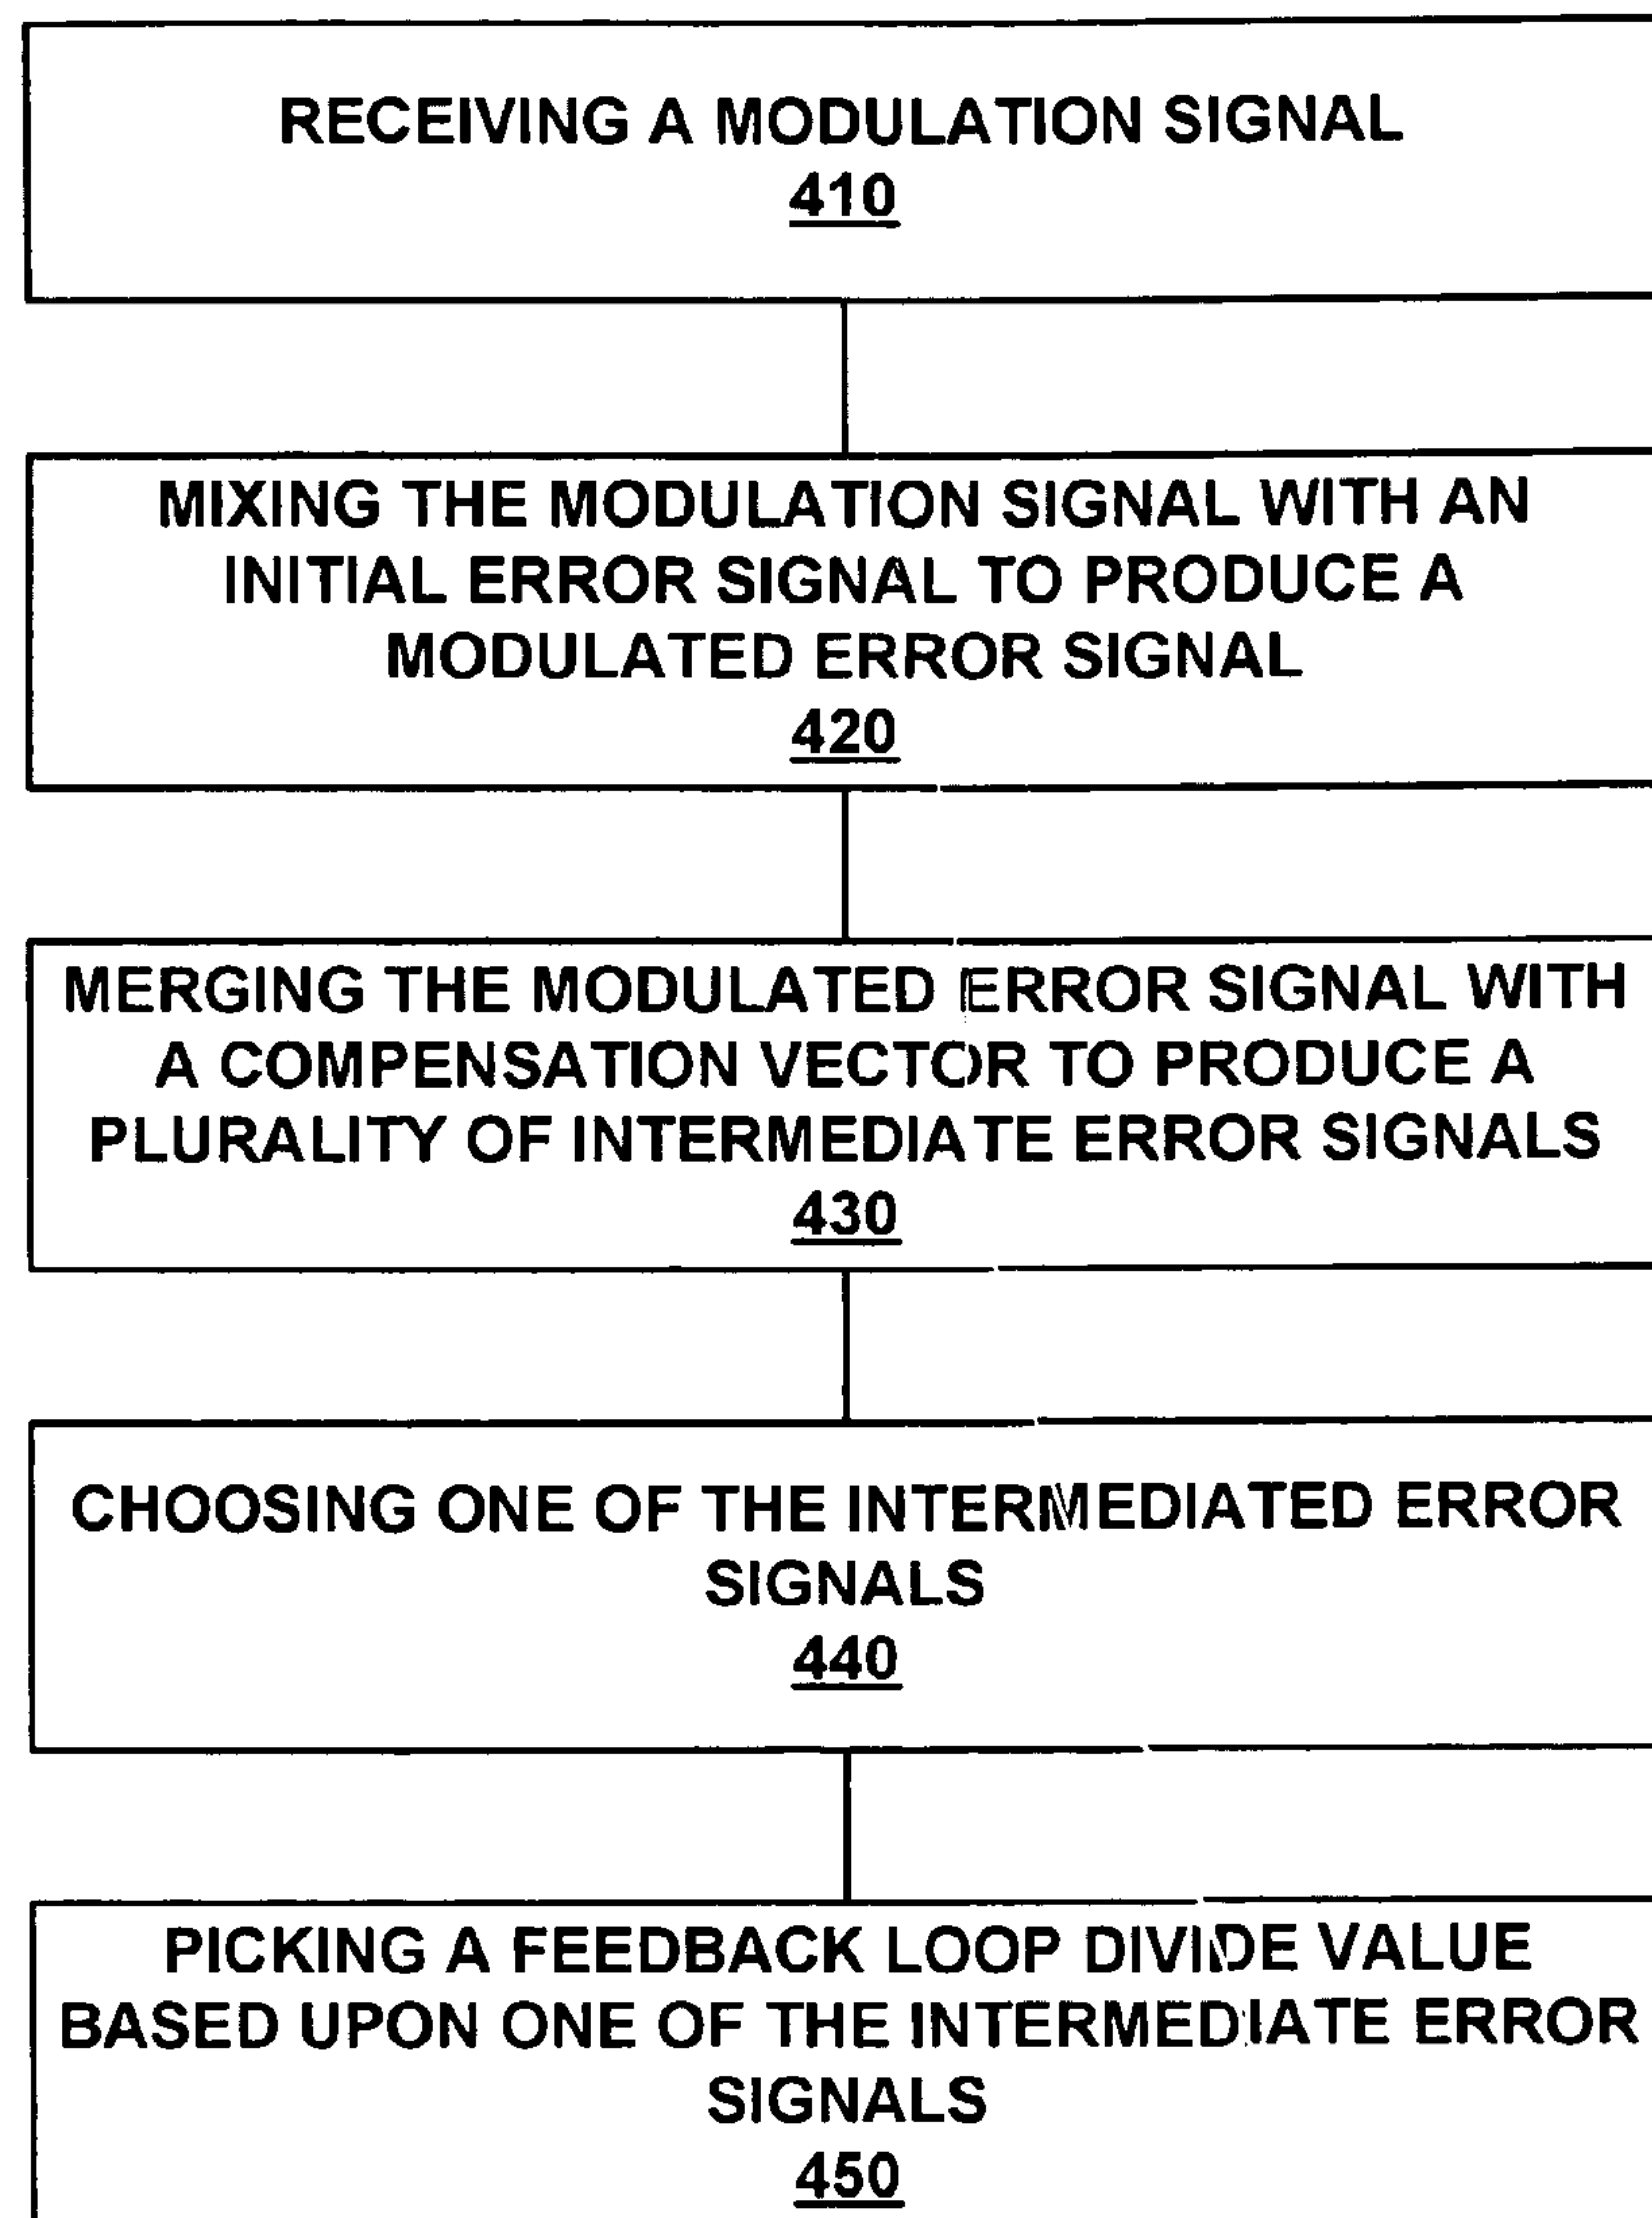 RECEIVING A MODULATION SIGNAL
410
MIXING THE MODULATION SIGNAL WITH AN
INITIAL ERROR SIGNAL TO PRODUCE A
MODULATED ERROR SIGNAL
420
MERGING THE MODULATED ERROR SIGNAL WITH
A COMPENSATION VECTOR TO PRODUCE A
PLURALITY OF INTERMEDIATE ERROR SIGNALS
430
CHOOSING ONE OF THE INTERMEDIATED ERROR
SIGNALS
440
PICKING A FEEDBACK LOOP DIVIDE VALUE
BASED UPON ONE OF THE INTERMEDIATE ERROR
SIGNALS
450